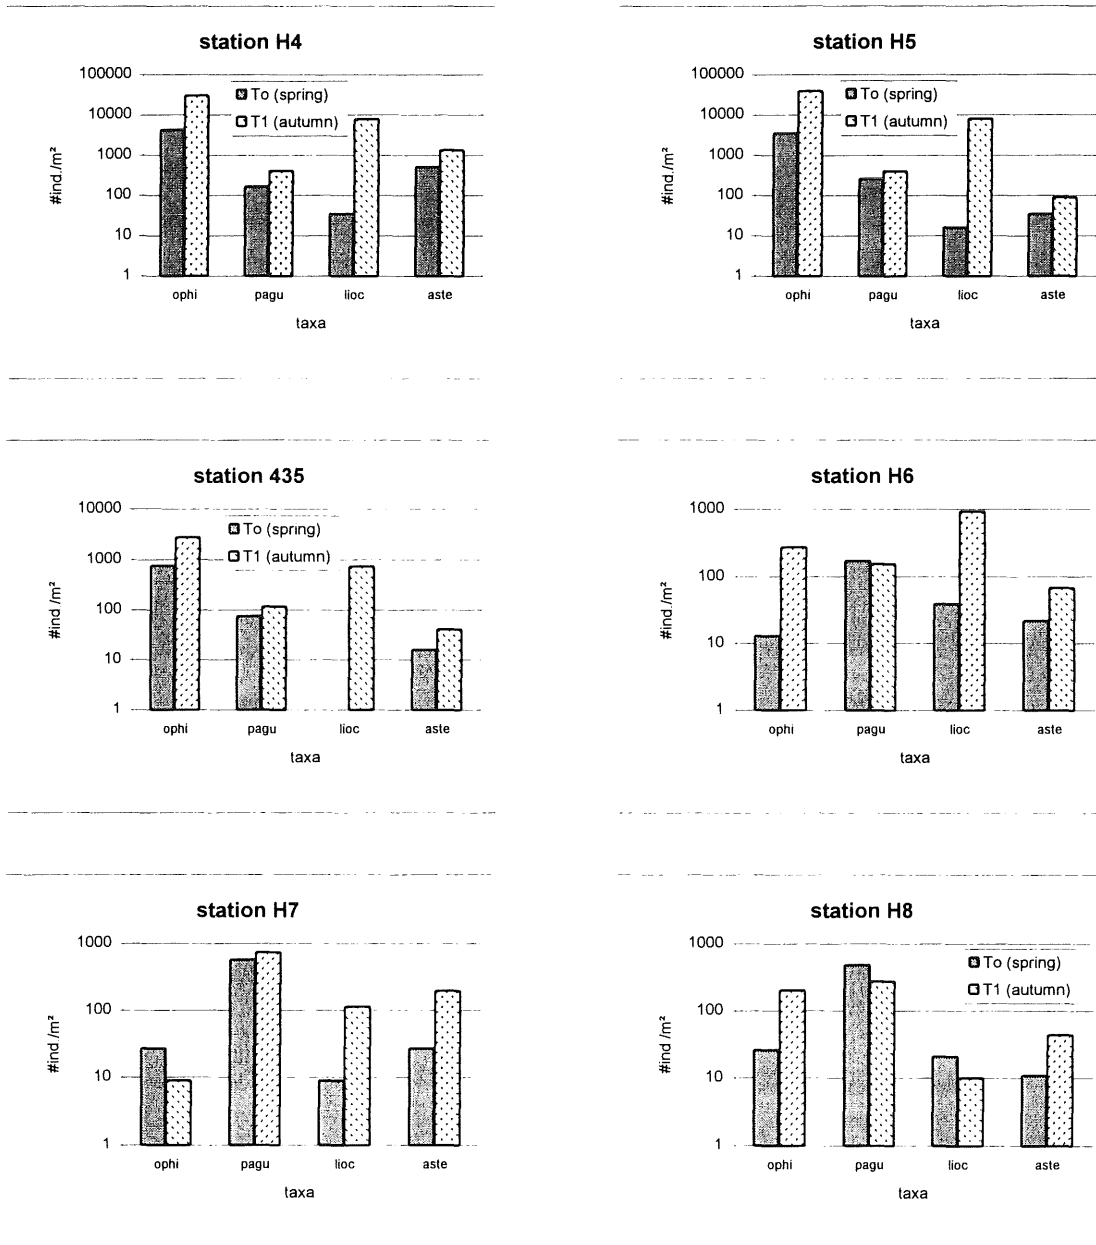 station H4
100000
10000
1000
100
10
1
#ind./m²
To (spring)
T1 (autumn)
ophi pagu lioc aste
taxa
station H5
100000
10000
1000
100
10
1
#ind./m²
To (spring)
T1 (autumn)
ophi pagu lioc aste
taxa
station 435
10000
1000
100
10
1
#ind /m²
To (spring)
T1 (autumn)
ophi pagu lioc aste
taxa
station H6
1000
100
10
1
#ind /m²
ophi pagu lioc aste
taxa
station H7
1000
100
10
1
#ind /m²
ophi pagu lioc aste
taxa
station H8
1000
100
10
1
#ind /m²
To (spring)
T1 (autumn)
ophi pagu lioc aste
taxa